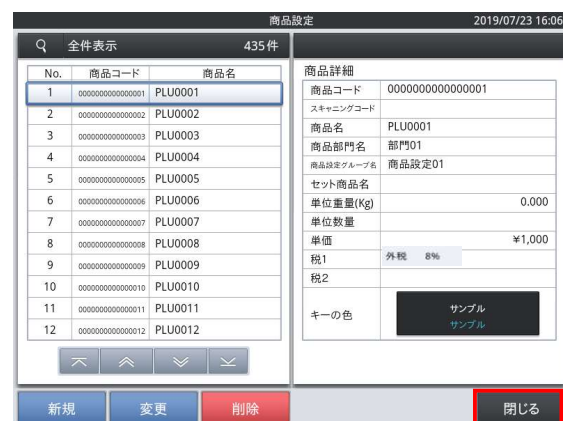 商品設定 2019/07/23 16:06
全件表示 435件
No. 商品コード 商品名
1 0000000000000001 PLU0001
2 0000000000000002 PLU0002
3 0000000000000003 PLU0003
4 0000000000000004 PLU0004
5 0000000000000005 PLU0005
6 0000000000000006 PLU0006
7 0000000000000007 PLU0007
8 0000000000000008 PLU0008
9 0000000000000009 PLU0009
10 0000000000000010 PLU0010
11 0000000000000011 PLU0011
12 0000000000000012 PLU0012
商品詳細
商品コード 0000000000000001
スキャニングコード
商品名 PLU0001
商品部門名 部門01
商品設定グループ名 商品設定01
セット商品名
単位重量(Kg) 0.000
単位数量
単価 ¥1,000
税1 外税 8%
税2
キーの色 サンプル
サンプル
新規 変更 削除 閉じる